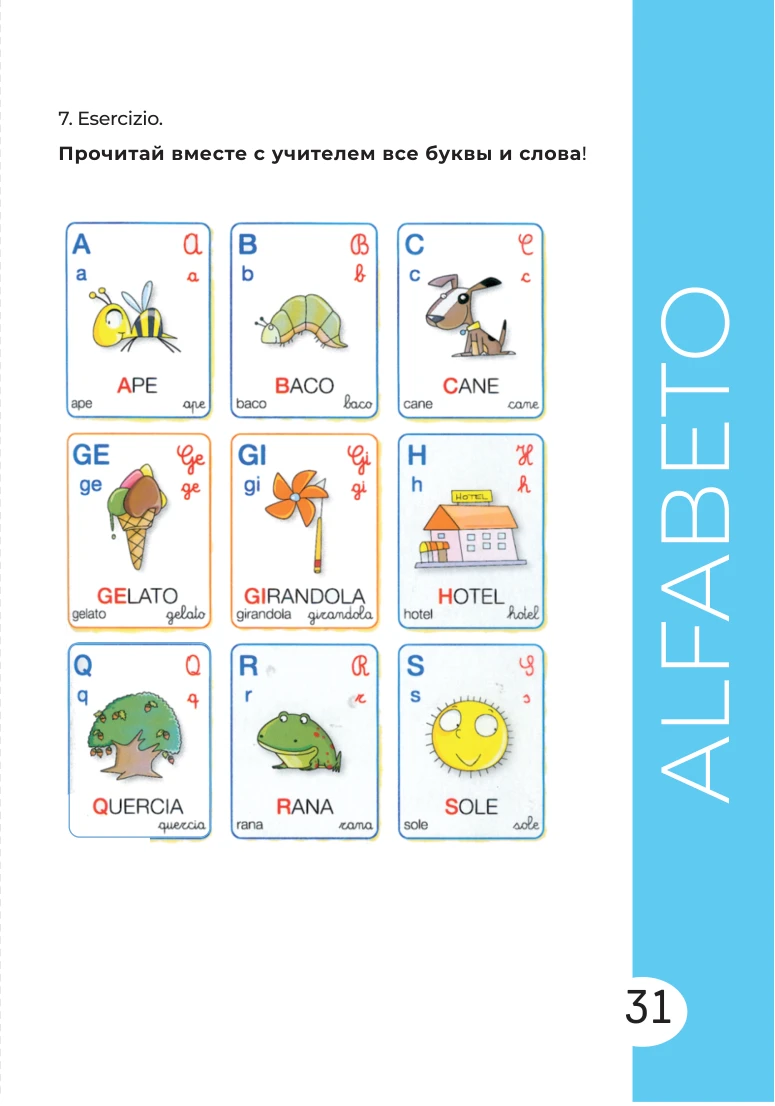 7. Esercizio.
Прочитай вместе с учителем все буквы и слова!
A A
a a
APE
ape ape
B B
b b
BACO
baco baco
C C
c c
CANE
cane cane
GE Ge
ge ge
GELATO
gelato gelato
GI Gi
gi gi
GIRANDOLA
girandola girandola
H H
h h
HOTEL
HOTEL
hotel hotel
Q Q
q q
QUERCIA
quercia
R R
r r
RANA
rana rana
S S
s s
SOLE
sole sole
ALFABETO
31